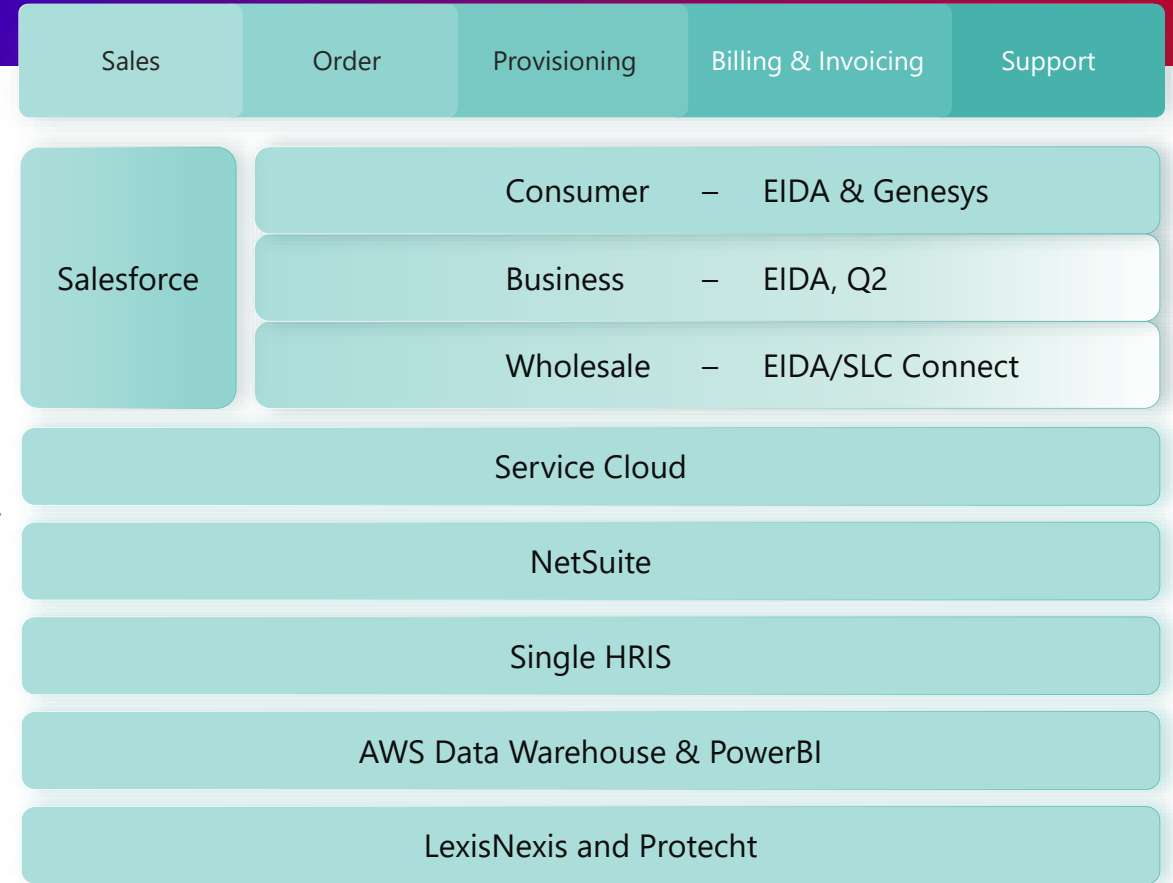 Sales Order Provisioning Billing & Invoicing Support
Consumer – EIDA & Genesys
Salesforce Business – EIDA, Q2
Wholesale – EIDA/SLC Connect
Service Cloud
NetSuite
Single HRIS
AWS Data Warehouse & PowerBI
LexisNexis and Protecht